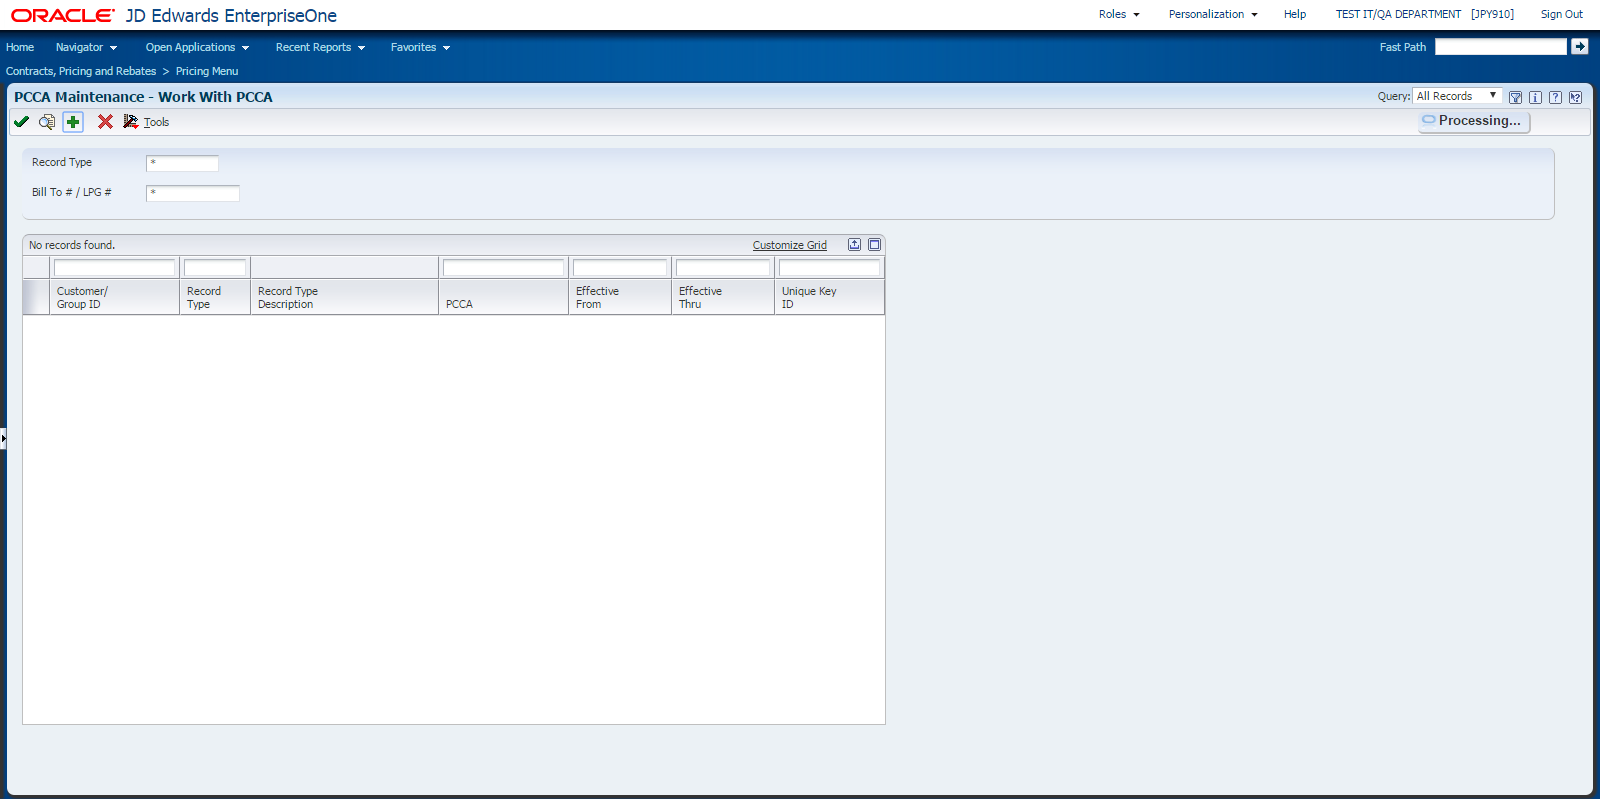 ORACLE JD Edwards EnterpriseOne
Roles Personalization Help TEST IT/QA DEPARTMENT [JPY910] Sign Out
Home Navigator Open Applications Recent Reports Favorites Fast Path
Contracts, Pricing and Rebates > Pricing Menu
PCCA Maintenance - Work With PCCA
Query: All Records
Tools
Processing...
Record Type *
Bill To # / LPG # *
No records found. Customize Grid
Customer/
Group ID
Record
Type
Record Type
Description
PCCA
Effective
From
Effective
Thru
Unique Key
ID